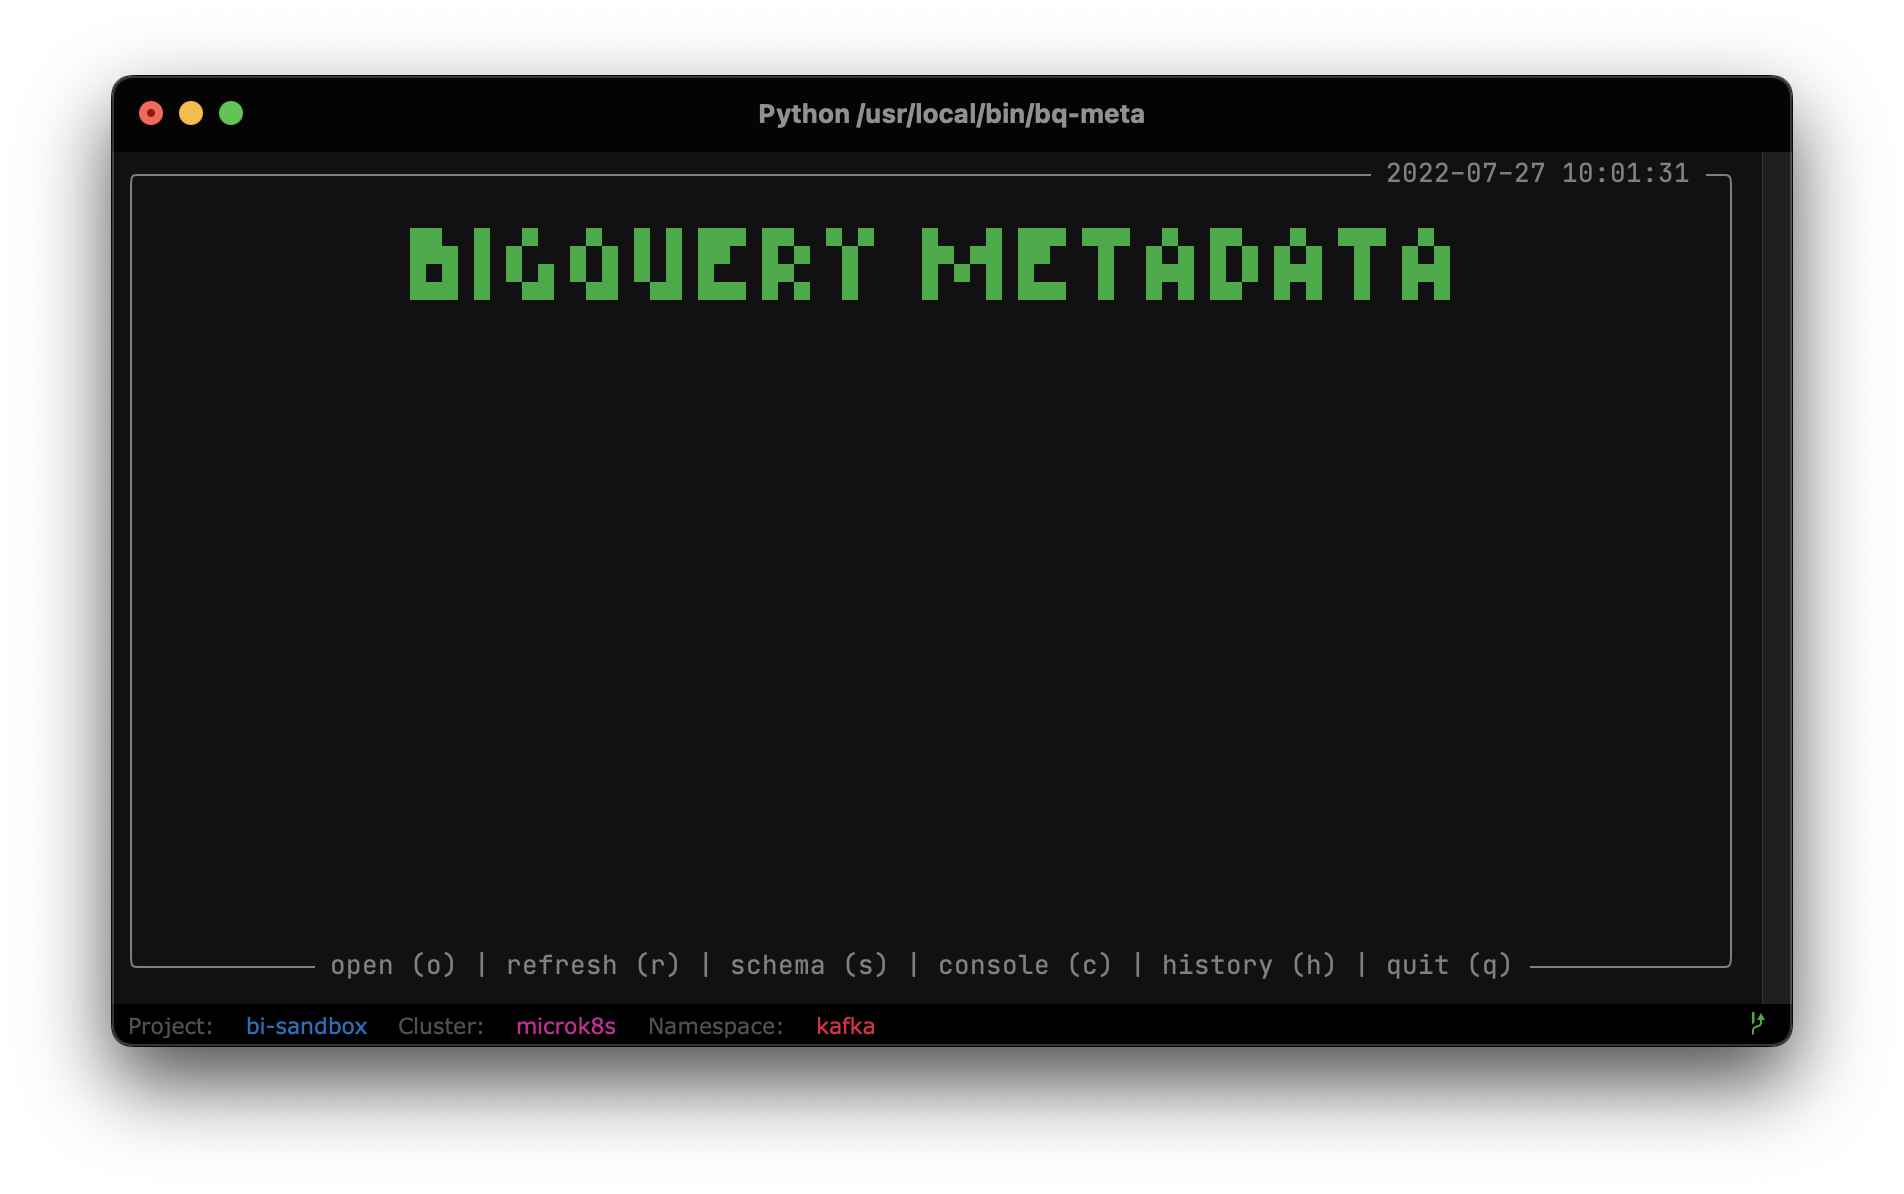 Python /usr/local/bin/bq-meta
2022-07-27 10:01:31
BIGQUERY METADATA
open (o) | refresh (r) | schema (s) | console (c) | history (h) | quit (q)
Project: bi-sandbox Cluster: microk8s Namespace: kafka